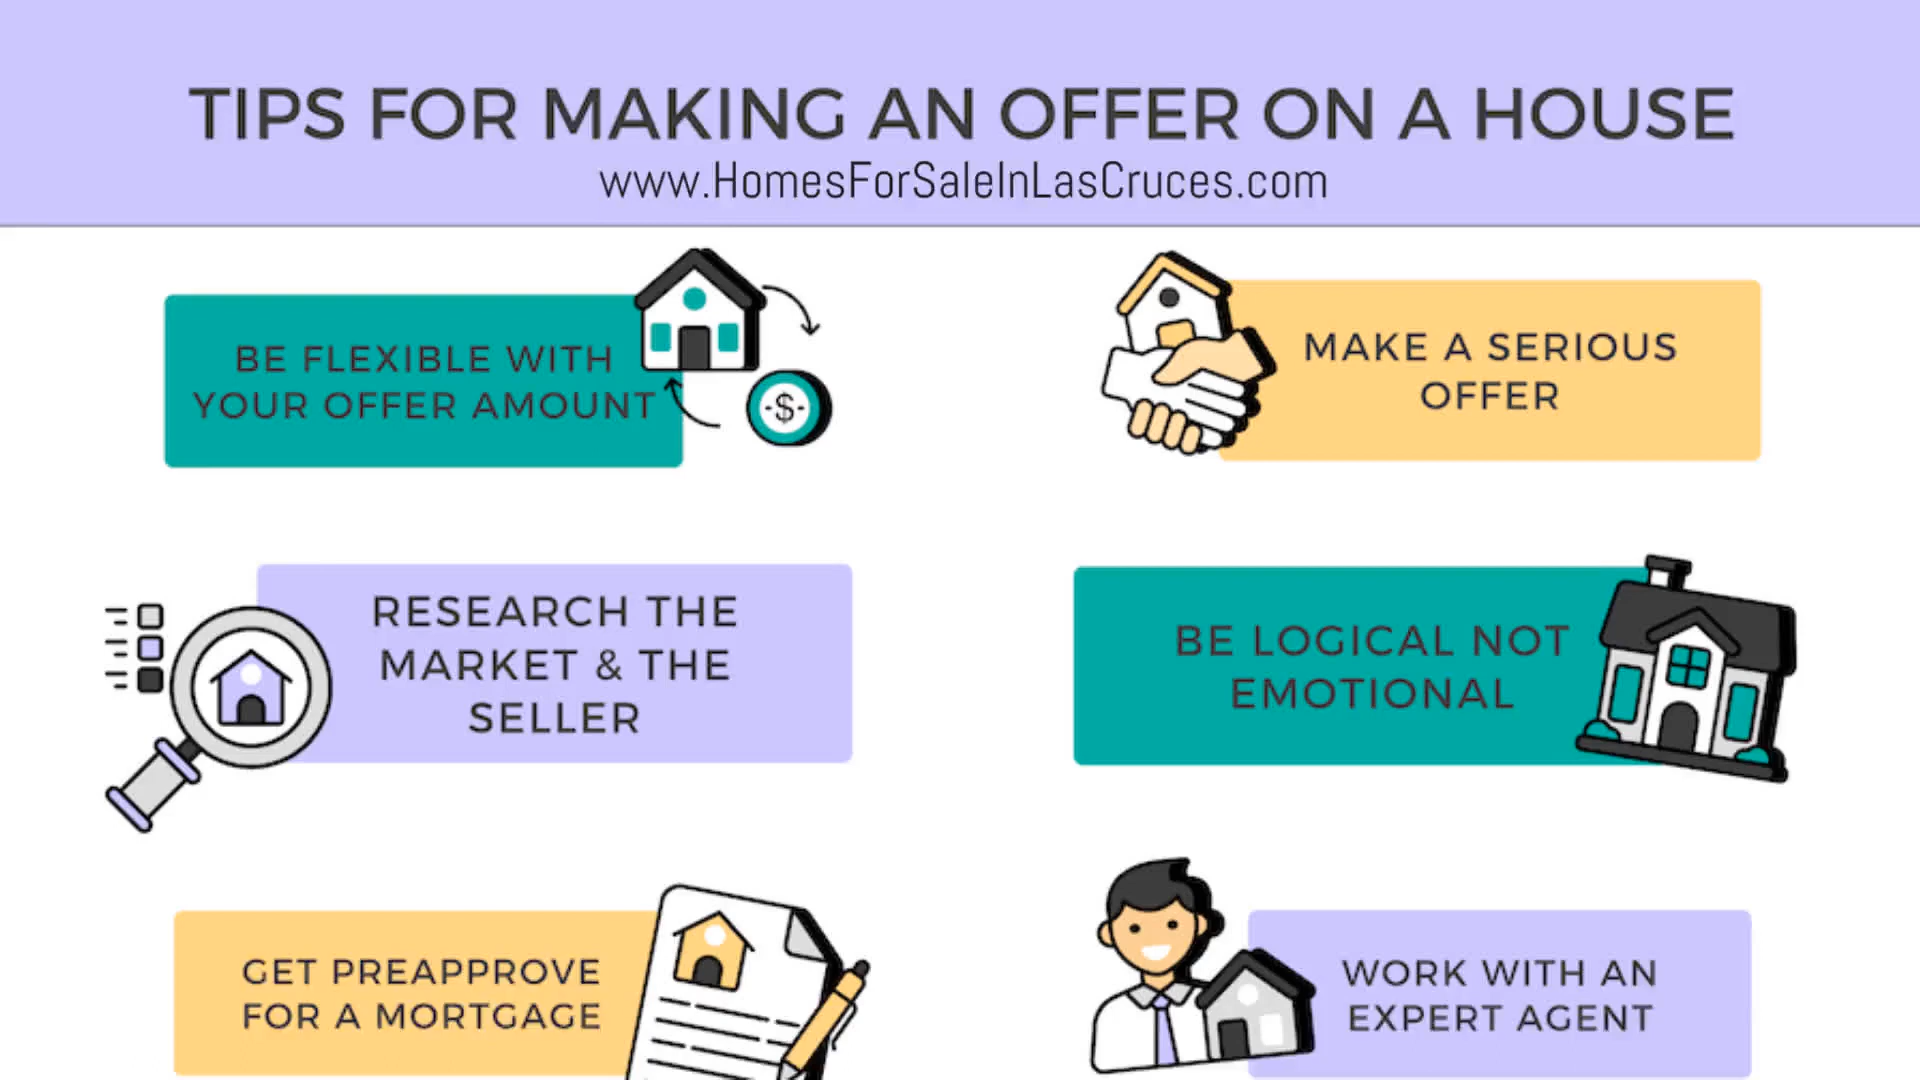 TIPS FOR MAKING AN OFFER ON A HOUSE
www.HomesForSaleInLasCruces.com
BE FLEXIBLE WITH
YOUR OFFER AMOUNT
$
MAKE A SERIOUS
OFFER
RESEARCH THE
MARKET & THE
SELLER
BE LOGICAL NOT
EMOTIONAL
GET PREAPPROVE
FOR A MORTGAGE
WORK WITH AN
EXPERT AGENT